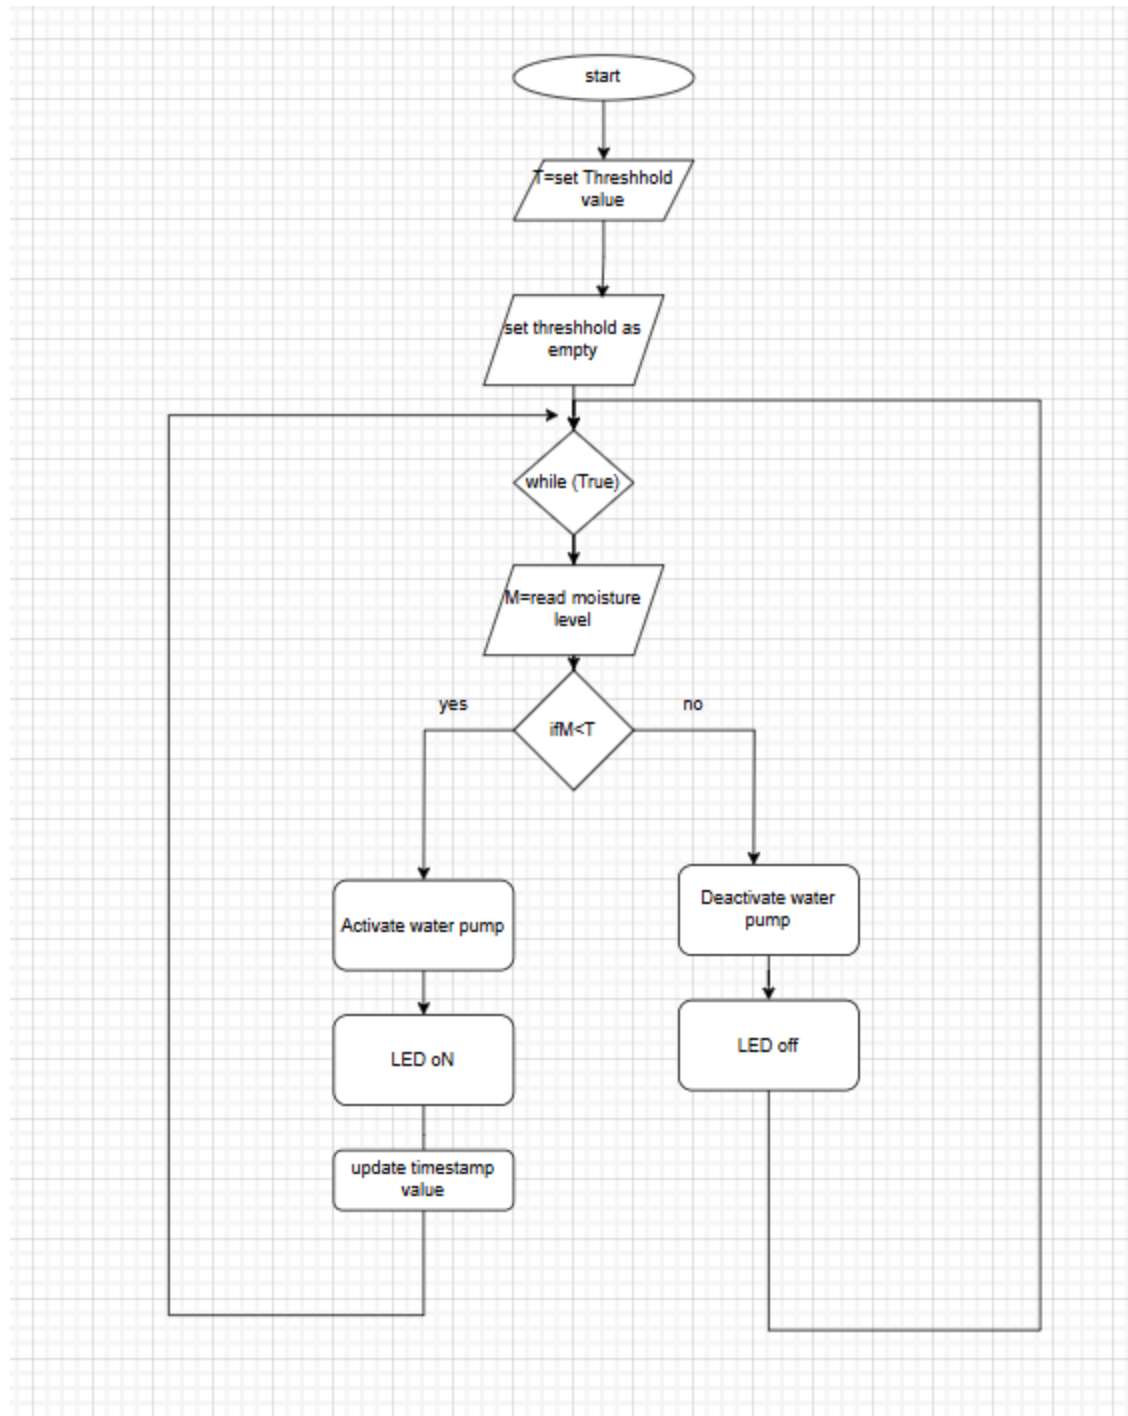 start
T=set Threshhold
value
set threshhold as
empty
while (True)
M=read moisture
level
yes
no
ifM<T
Activate water pump
Deactivate water
pump
LED oN
LED off
update timestamp
value